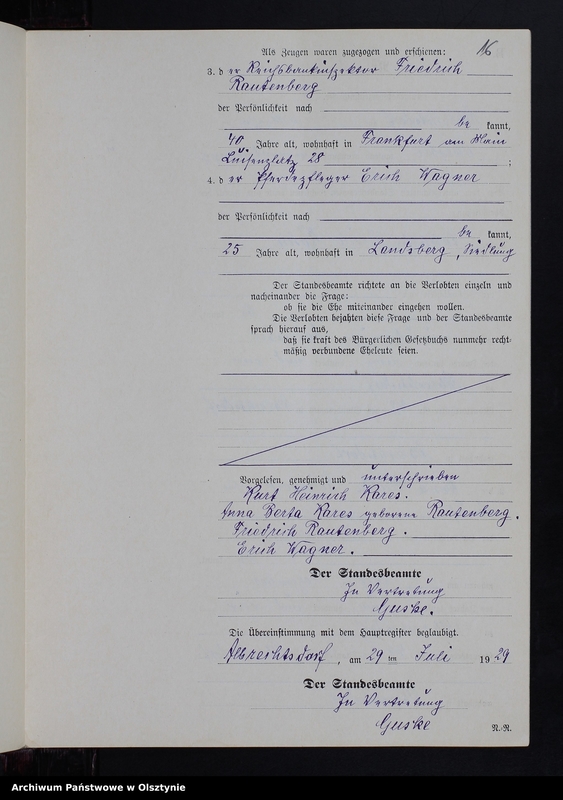 16
Als Zeugen waren zugezogen und erschienen:
3. der Reichsbankinspektor Friedrich
Rautenberg
der Persönlichkeit nach
be kannt,
40 Jahre alt, wohnhaft in Frankfurt am Main
Luisenplatz 28 ;
4. der Pferdepfleger Erich Wagner
der Persönlichkeit nach
be kannt,
25 Jahre alt, wohnhaft in Landsberg, Siedlung
Der Standesbeamte richtete an die Verlobten einzeln und
nacheinander die Frage:
ob sie die Ehe miteinander eingehen wollen.
Die Verlobten bejahten diese Frage und der Standesbeamte
sprach hierauf aus,
daß sie kraft des Bürgerlichen Gesetzbuchs nunmehr recht-
mäßig verbundene Eheleute seien.
Vorgelesen, genehmigt und unterschrieben
Kurt Heinrich Kares.
Anna Berta Kares geborene Rautenberg.
Friedrich Rautenberg.
Erich Wagner.
Der Standesbeamte
In Vertretung
Guske.
Die Übereinstimmung mit dem Hauptregister beglaubigt.
Albrechtsdorf, am 29 ten Juli 1929
Der Standesbeamte
In Vertretung
Guske
N.-R.
Archiwum Państwowe w Olsztynie